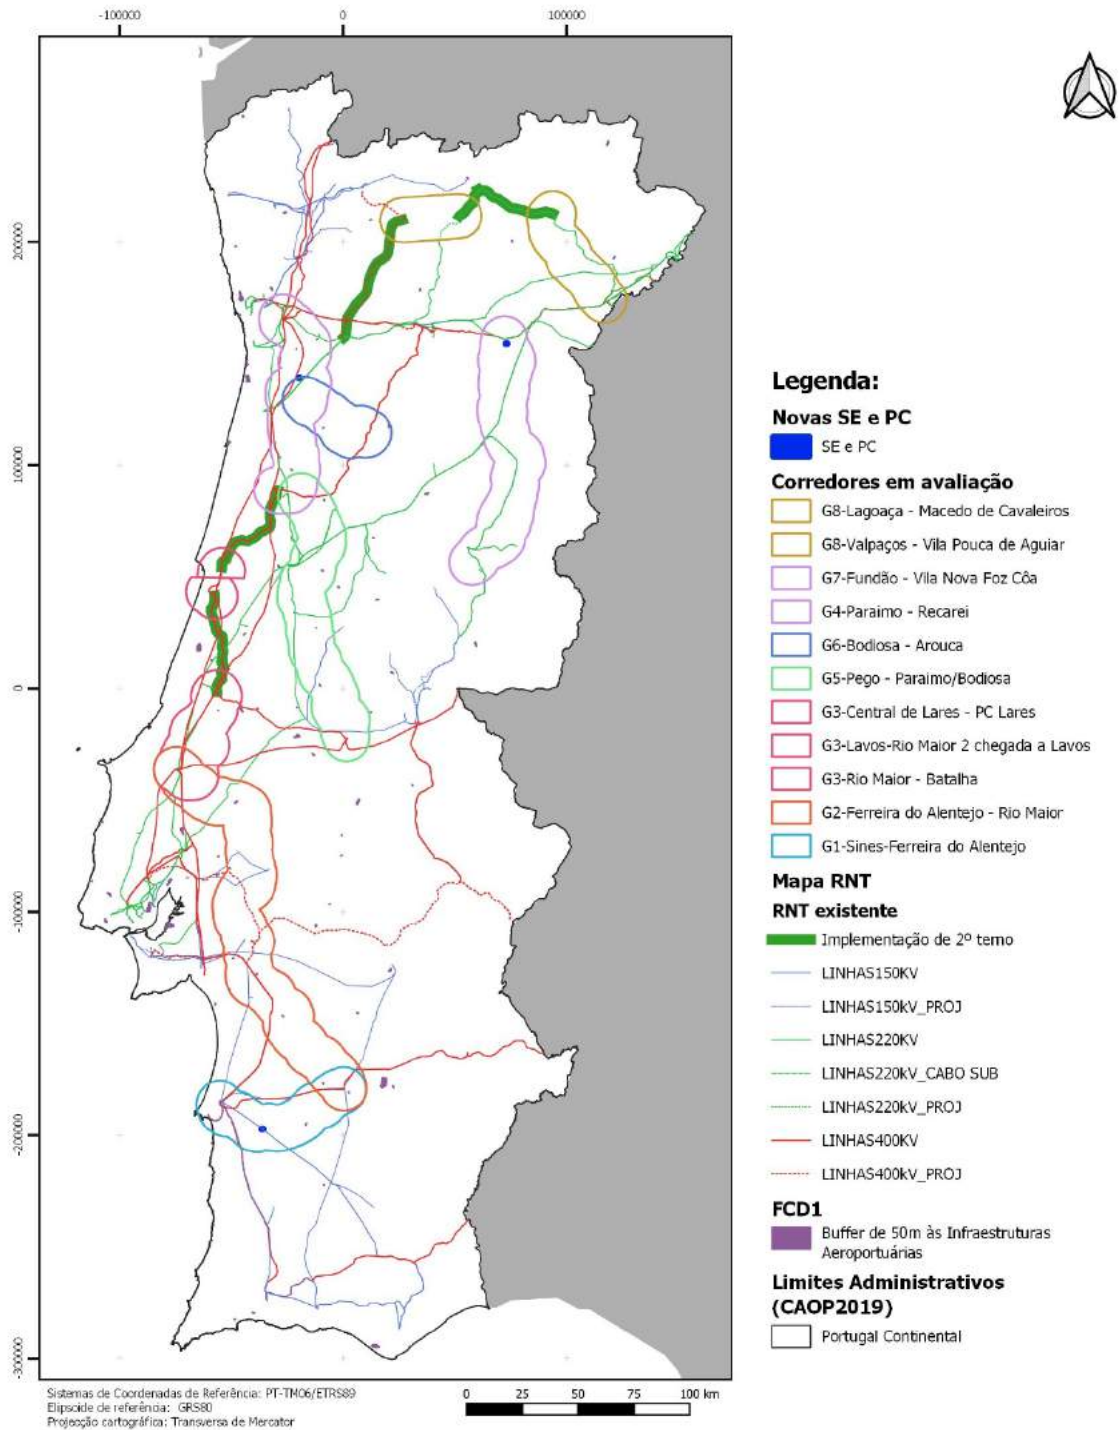 -100000 0 100000
200000
100000
0
-100000
-200000
-300000
Legenda:
Novas SE e PC
SE e PC
Corredores em avaliação
G8-Lagoaça - Macedo de Cavaleiros
G8-Valpaços - Vila Pouca de Aguiar
G7-Fundão - Vila Nova Foz Côa
G4-Paraimo - Recarei
G6-Bodiosa - Arouca
G5-Pego - Paraimo/Bodiosa
G3-Central de Lares - PC Lares
G3-Lavos-Rio Maior 2 chegada a Lavos
G3-Rio Maior - Batalha
G2-Ferreira do Alentejo - Rio Maior
G1-Sines-Ferreira do Alentejo
Mapa RNT
RNT existente
Implementação de 2º terno
LINHAS150KV
LINHAS150kV_PROJ
LINHAS220KV
LINHAS220kV_CABO SUB
LINHAS220kV_PROJ
LINHAS400KV
LINHAS400kV_PROJ
FCD1
Buffer de 50m às Infraestruturas
Aeroportuárias
Limites Administrativos
(CAOP2019)
Portugal Continental
Sistemas de Coordenadas de Referência: PT-TM06/ETRS89
Elipsoide de referência: GRS80
Projecção cartográfica: Transversa de Mercator
0 25 50 75 100 km